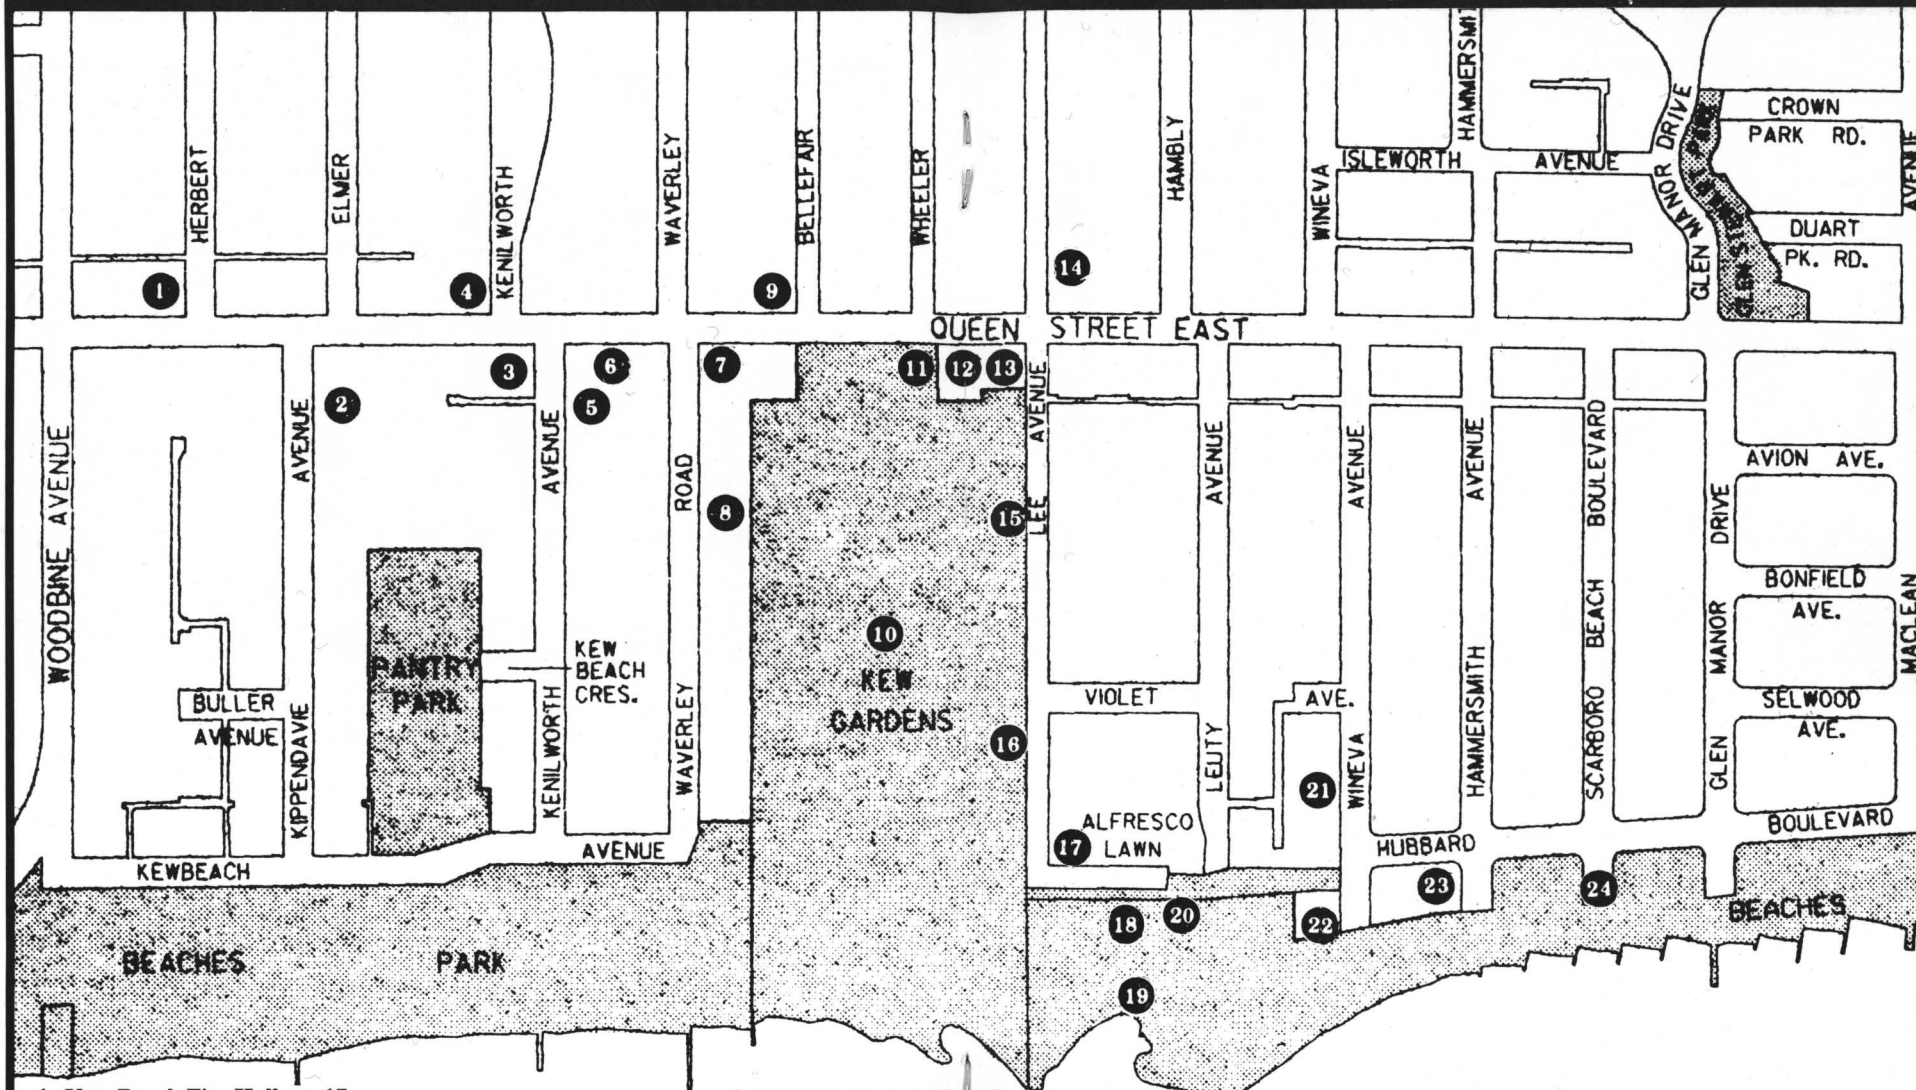 HERBERT
ELMER
KENILWORTH
WAVERLEY
BELLEFAIR
WHEELER
HAMBLY
WINEVA
HAMMERSMIT
ISLEWORTH
AVENUE
GLEN MANOR DRIVE
GLEN STEWART PARK
CROWN
PARK RD.
DUART
PK. RD.
AVENUE
1
4
9
14
QUEEN STREET EAST
3
6
7
11
12
13
2
5
8
15
10
16
17
18
19
20
21
22
23
24
WOODBINE AVENUE
KIPPENDAVIE AVENUE
KENILWORTH AVENUE
WAVERLEY ROAD
LEE AVENUE
LEUTY AVENUE
WINEVA AVENUE
HAMMERSMITH AVENUE
SCARBORO BEACH BOULEVARD
GLEN MANOR DRIVE
MACLEAN
AVION AVE.
BONFIELD
AVE.
SELWOOD
AVE.
PANTRY
PARK
KEW
BEACH
CRES.
BULLER
AVENUE
KEW
GARDENS
VIOLET AVE.
ALFRESCO
LAWN
KEWBEACH AVENUE
HUBBARD BOULEVARD
BEACHES PARK
BEACHES